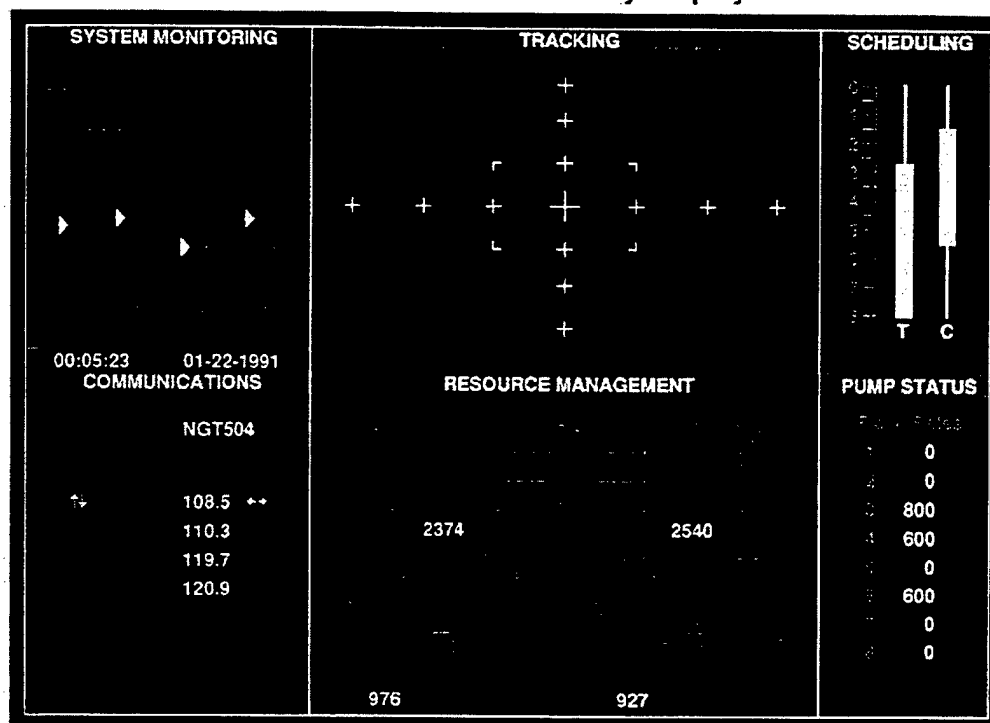 SYSTEM MONITORING
TRACKING
SCHEDULING
T C
00:05:23 01-22-1991
COMMUNICATIONS
RESOURCE MANAGEMENT
PUMP STATUS
NGT504
0
0
108.5
800
110.3
2374
2540
600
119.7
0
120.9
600
0
0
976
927